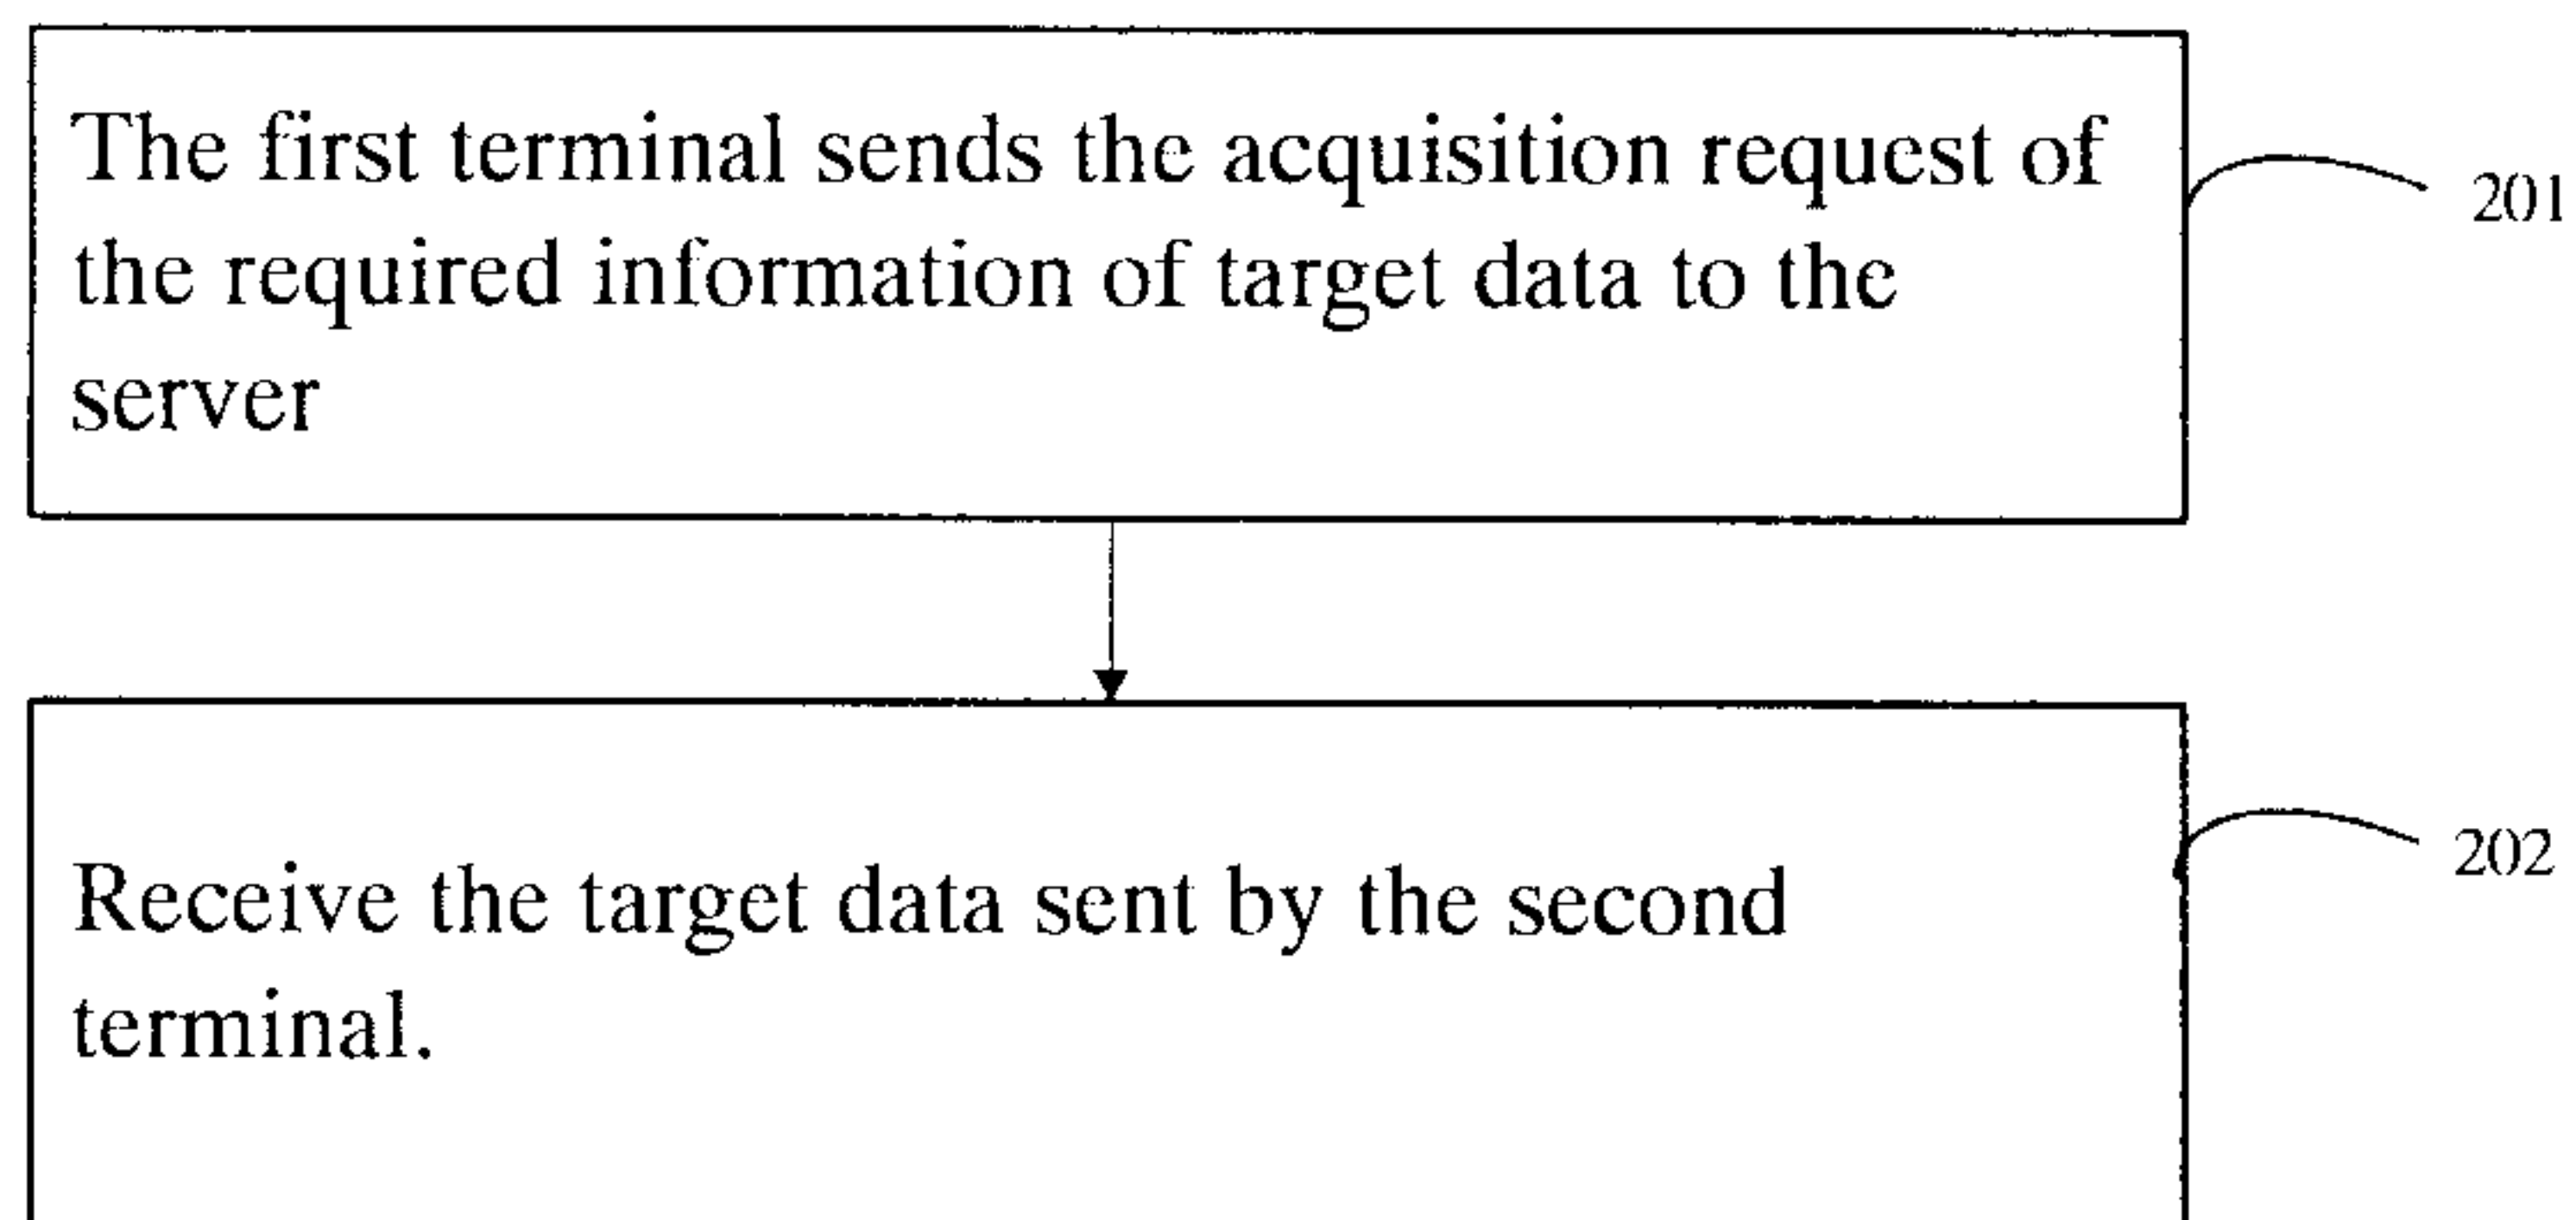 The first terminal sends the acquisition request of
the required information of target data to the
server
201
Receive the target data sent by the second
terminal.
202